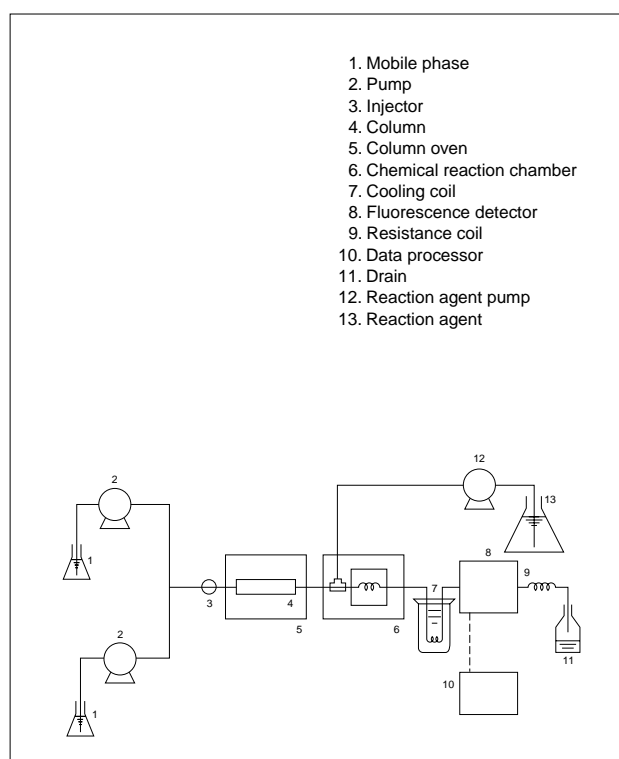 1. Mobile phase
2. Pump
3. Injector
4. Column
5. Column oven
6. Chemical reaction chamber
7. Cooling coil
8. Fluorescence detector
9. Resistance coil
10. Data processor
11. Drain
12. Reaction agent pump
13. Reaction agent
12
2
13
1
8
7
9
3
4
5
6
2
11
10
1